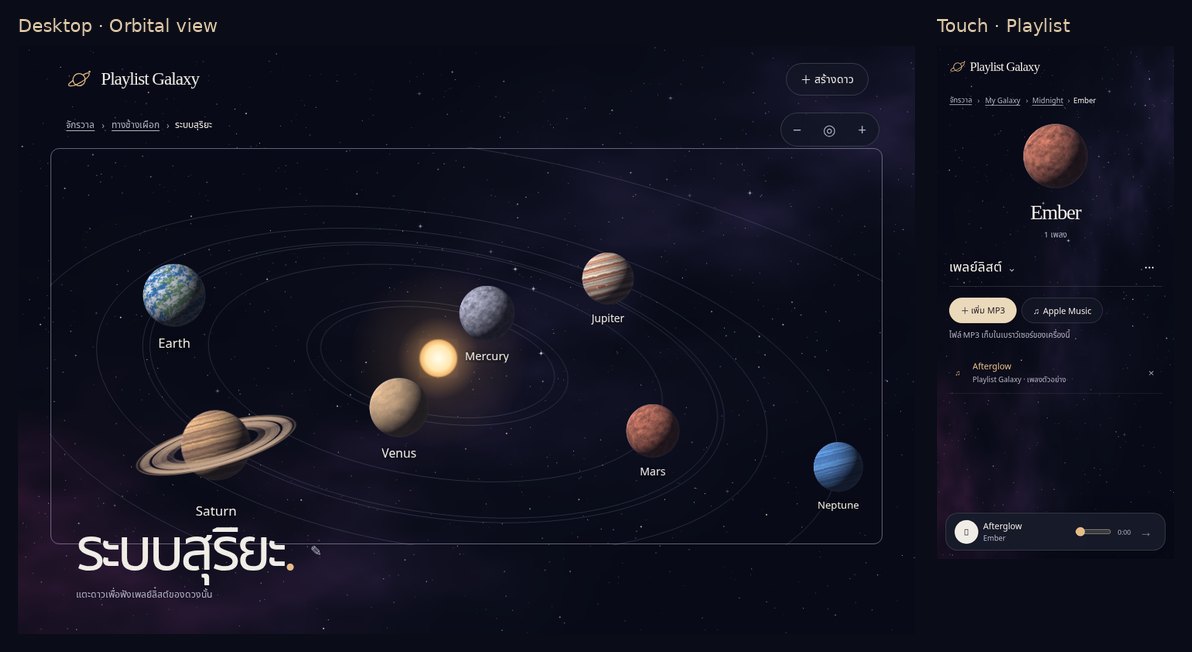 Desktop · Orbital view
Playlist Galaxy
+ สร้างดาว
จักรวาล › ทางช้างเผือก › ระบบสุริยะ
− ◎ +
Earth
Mercury
Jupiter
Venus
Mars
Saturn
Neptune
ระบบสุริยะ. ✎
แตะดาวเพื่อฟังเพลย์ลิสต์ของดวงนั้น
Touch · Playlist
Playlist Galaxy
จักรวาล › My Galaxy › Midnight › Ember
Ember
1 เพลง
เพลย์ลิสต์ ⌄ •••
+ เพิ่ม MP3 ♫ Apple Music
ไฟล์ MP3 เก็บในเบราว์เซอร์ของเครื่องนี้
♫ Afterglow ×
Playlist Galaxy · เพลงตัวอย่าง
Afterglow
Ember
0:00 →